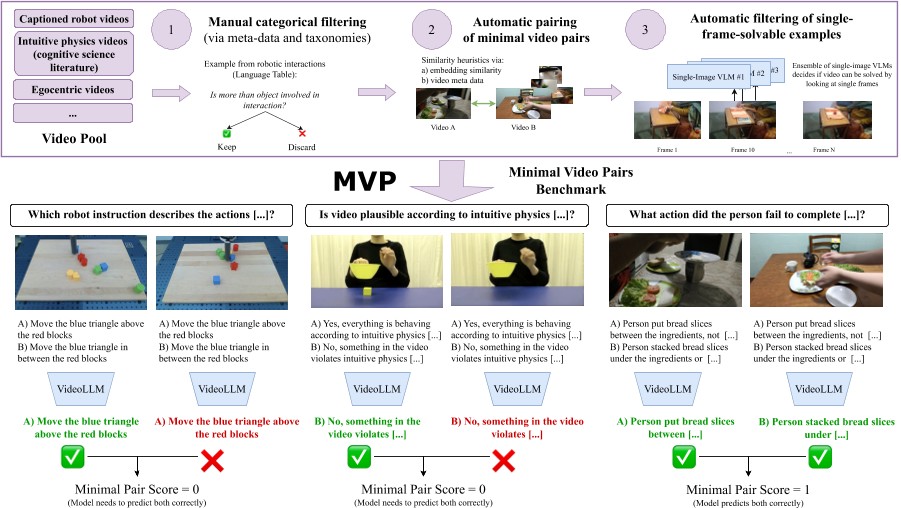 Captioned robot videos
Intuitive physics videos
(cognitive science
literature)
Egocentric videos
...
Video Pool
1
Manual categorical filtering
(via meta-data and taxonomies)
Example from robotic interactions
(Language Table):
Is more than object involved in
interaction?
Keep
Discard
2
Automatic pairing
of minimal video pairs
Similarity heuristics via:
a) embedding similarity
b) video meta data
Video A
Video B
3
Automatic filtering of single-
frame-solvable examples
Single-Image VLM #1
M #2
#3
Ensemble of single-image VLMs
decides if video can be solved by
looking at single frames
Frame 1
Frame 10
...
Frame N
MVP
Minimal Video Pairs
Benchmark
Which robot instruction describes the actions [...]?
A) Move the blue triangle above
the red blocks
B) Move the blue triangle in
between the red blocks
A) Move the blue triangle above
the red blocks
B) Move the blue triangle in
between the red blocks
VideoLLM
VideoLLM
A) Move the blue triangle
above the red blocks
A) Move the blue triangle above
the red blocks
Minimal Pair Score = 0
(Model needs to predict both correctly)
Is video plausible according to intuitive physics [...]?
A) Yes, everything is behaving
according to intuitive physics [...]
B) No, something in the video
violates intuitive physics [...]
A) Yes, everything is behaving
according to intuitive physics [...]
B) No, something in the video
violates intuitive physics [...]
VideoLLM
VideoLLM
B) No, something in the
video violates [...]
B) No, something in the video
violates [...]
Minimal Pair Score = 0
(Model needs to predict both correctly)
What action did the person fail to complete [...]?
A) Person put bread slices
between the ingredients, not [...]
B) Person stacked bread slices
under the ingredients or [...]
A) Person put bread slices
between the ingredients, not [...]
B) Person stacked bread slices
under the ingredients or [...]
VideoLLM
VideoLLM
A) Person put bread slices
between [...]
B) Person stacked bread slices
under [...]
Minimal Pair Score = 1
(Model predicts both correctly)